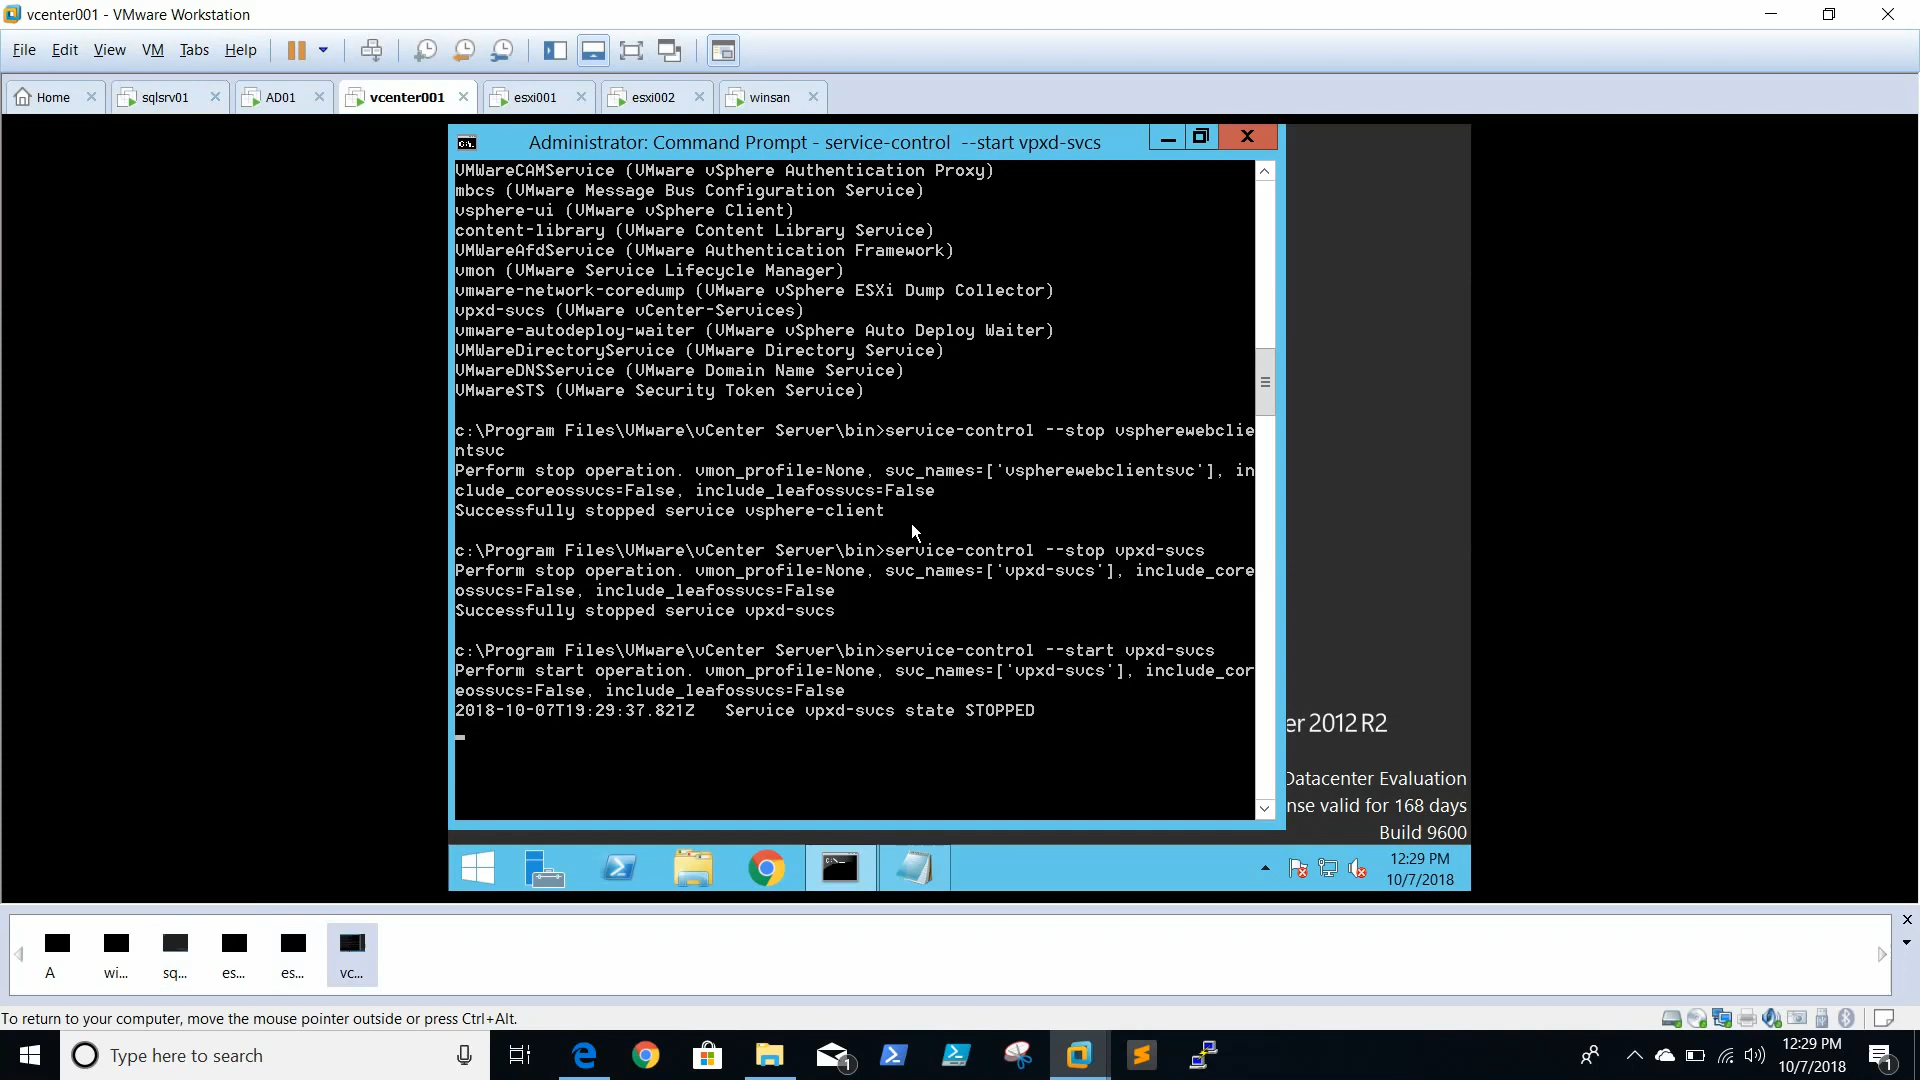 vcenter001 - VMware Workstation
File Edit View VM Tabs Help
Home sqlsrv01 AD01 vcenter001 esxi001 esxi002 winsan
Administrator: Command Prompt - service-control --start vpxd-svcs
VMWareCAMService (VMware vSphere Authentication Proxy)
mbcs (VMware Message Bus Configuration Service)
vsphere-ui (VMware vSphere Client)
content-library (VMware Content Library Service)
VMWareAfdService (VMware Authentication Framework)
vmon (VMware Service Lifecycle Manager)
vmware-network-coredump (VMware vSphere ESXi Dump Collector)
vpxd-svcs (VMware vCenter-Services)
vmware-autodeploy-waiter (VMware vSphere Auto Deploy Waiter)
VMWareDirectoryService (VMware Directory Service)
VMwareDNSService (VMware Domain Name Service)
VMwareSTS (VMware Security Token Service)
c:\Program Files\VMware\vCenter Server\bin>service-control --stop vspherewebclie
ntsvc
Perform stop operation. vmon_profile=None, svc_names=['vspherewebclientsvc'], in
clude_coreossvcs=False, include_leafossvcs=False
Successfully stopped service vsphere-client
c:\Program Files\VMware\vCenter Server\bin>service-control --stop vpxd-svcs
Perform stop operation. vmon_profile=None, svc_names=['vpxd-svcs'], include_core
ossvcs=False, include_leafossvcs=False
Successfully stopped service vpxd-svcs
c:\Program Files\VMware\vCenter Server\bin>service-control --start vpxd-svcs
Perform start operation. vmon_profile=None, svc_names=['vpxd-svcs'], include_cor
eossvcs=False, include_leafossvcs=False
2018-10-07T19:29:37.821Z Service vpxd-svcs state STOPPED
er 2012 R2
Datacenter Evaluation
nse valid for 168 days
Build 9600
12:29 PM
10/7/2018
A wi... sq... es... es... vc...
To return to your computer, move the mouse pointer outside or press Ctrl+Alt.
Type here to search
1
12:29 PM
10/7/2018
1